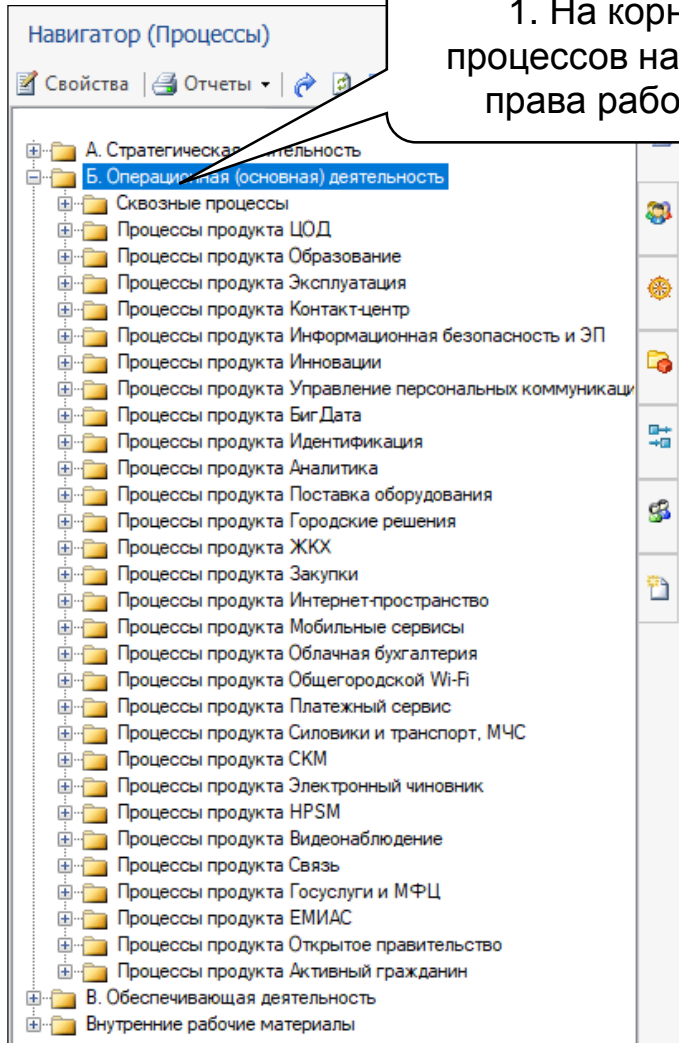 1. На корн
процессов на
права рабо
Навигатор (Процессы)
Свойства Отчеты
А. Стратегическая деятельность
Б. Операционная (основная) деятельность
Сквозные процессы
Процессы продукта ЦОД
Процессы продукта Образование
Процессы продукта Эксплуатация
Процессы продукта Контакт-центр
Процессы продукта Информационная безопасность и ЭП
Процессы продукта Инновации
Процессы продукта Управление персональных коммуникаци
Процессы продукта БигДата
Процессы продукта Идентификация
Процессы продукта Аналитика
Процессы продукта Поставка оборудования
Процессы продукта Городские решения
Процессы продукта ЖКХ
Процессы продукта Закупки
Процессы продукта Интернет-пространство
Процессы продукта Мобильные сервисы
Процессы продукта Облачная бухгалтерия
Процессы продукта Общегородской Wi-Fi
Процессы продукта Платежный сервис
Процессы продукта Силовики и транспорт, МЧС
Процессы продукта СКМ
Процессы продукта Электронный чиновник
Процессы продукта HPSM
Процессы продукта Видеонаблюдение
Процессы продукта Связь
Процессы продукта Госуслуги и МФЦ
Процессы продукта ЕМИАС
Процессы продукта Открытое правительство
Процессы продукта Активный гражданин
В. Обеспечивающая деятельность
Внутренние рабочие материалы